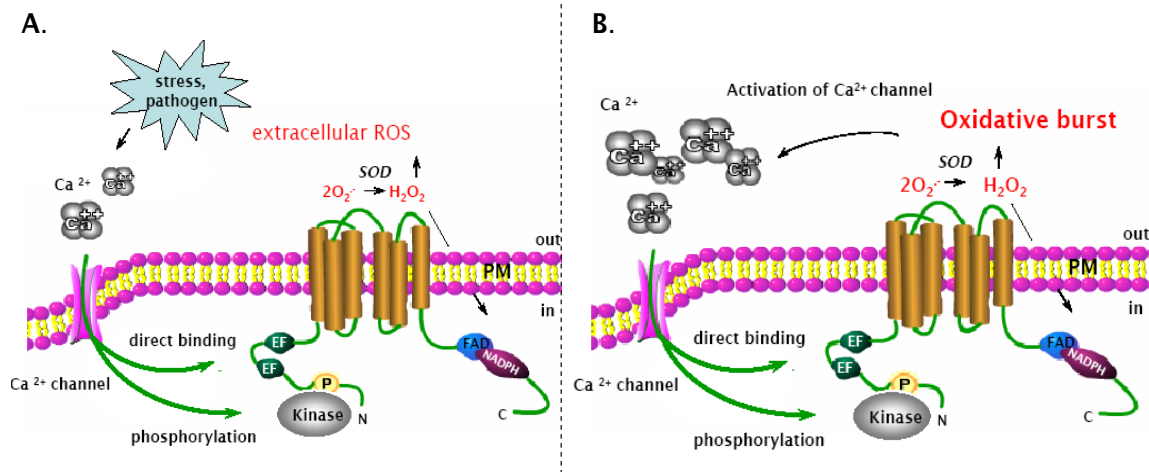 A.
stress,
pathogen
extracellular ROS
Ca 2+
Ca++
Ca++
SOD
2O₂·⁻ → H₂O₂
out
PM
in
direct binding
EF
EF
FAD
NADPH
Ca 2+ channel
P
Kinase
N
C
phosphorylation
B.
Activation of Ca²⁺ channel
Ca 2+
Oxidative burst
Ca++
Ca++
Ca++
Ca++
Ca++
SOD
2O₂·⁻ → H₂O₂
out
PM
in
direct binding
EF
EF
FAD
NADPH
Ca 2+ channel
P
Kinase
N
C
phosphorylation